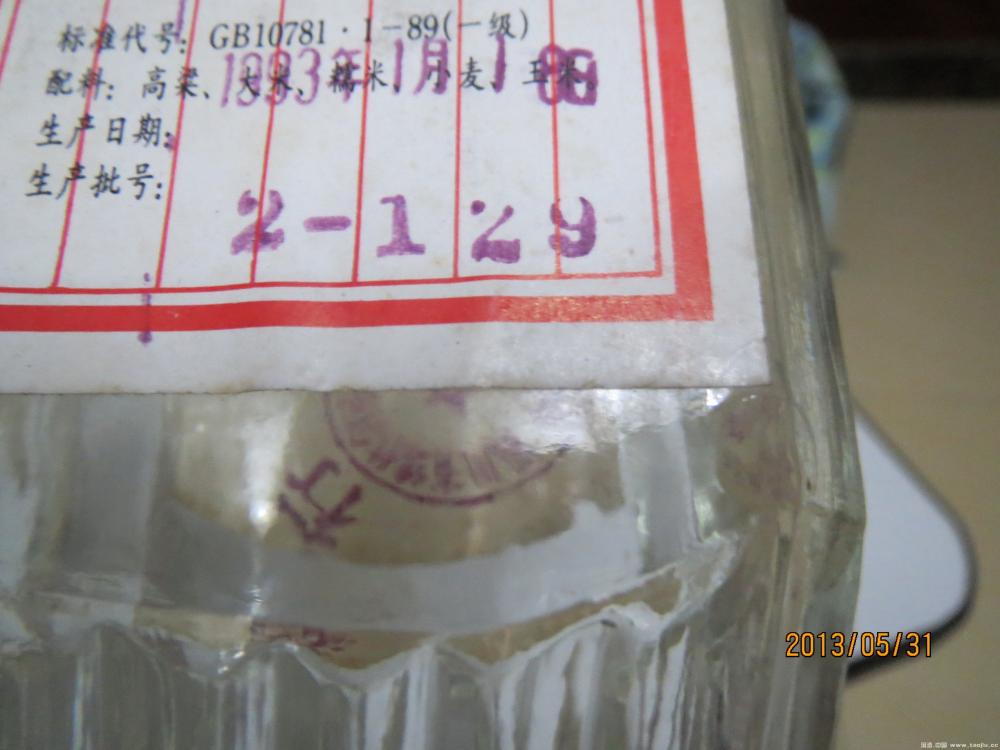 标准代号：GB10781·1-89(一级)
1993年1月
配料：高粱、大米、糯米、小麦、玉米。
生产日期：
生产批号：
2-129
行
2013/05/31